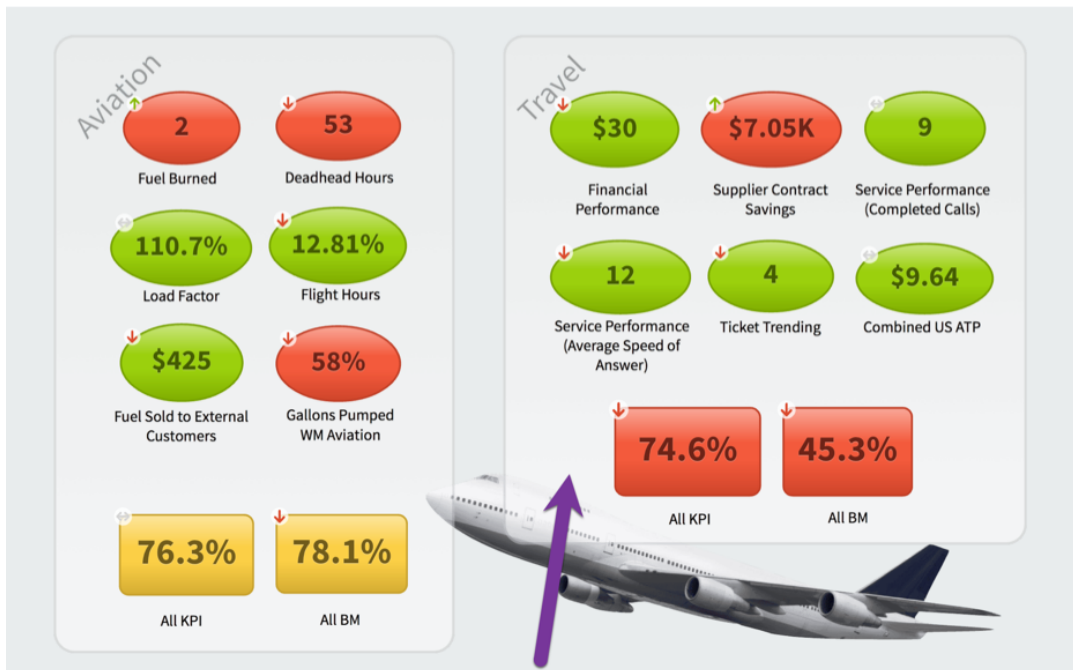 Aviation
2
53
Fuel Burned
Deadhead Hours
110.7%
12.81%
Load Factor
Flight Hours
$425
58%
Fuel Sold to External
Customers
Gallons Pumped
WM Aviation
76.3%
78.1%
All KPI
All BM
Travel
$30
$7.05K
9
Financial
Performance
Supplier Contract
Savings
Service Performance
(Completed Calls)
12
4
$9.64
Service Performance
(Average Speed of
Answer)
Ticket Trending
Combined US ATP
74.6%
45.3%
All KPI
All BM